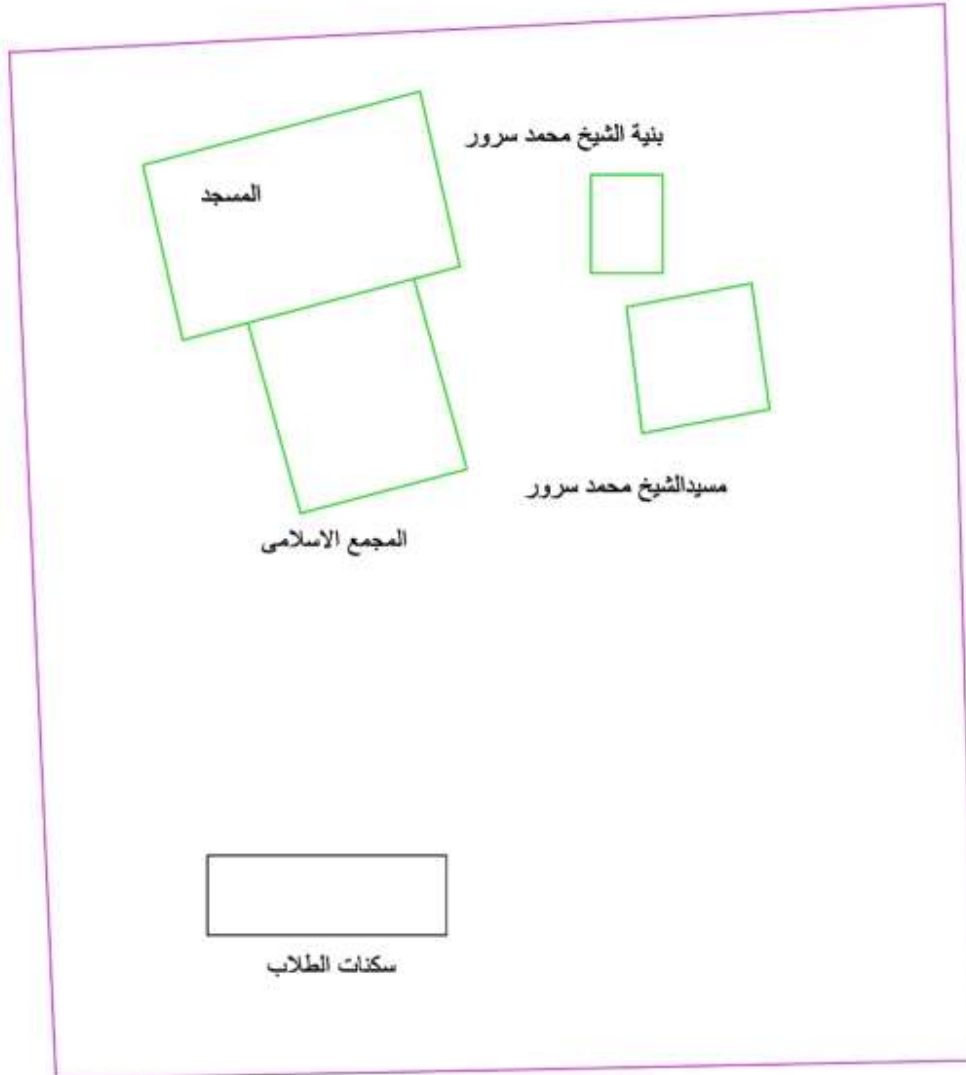 بنية الشيخ محمد سرور
المسجد
مسيدالشيخ محمد سرور
المجمع الاسلامى
سكنات الطلاب